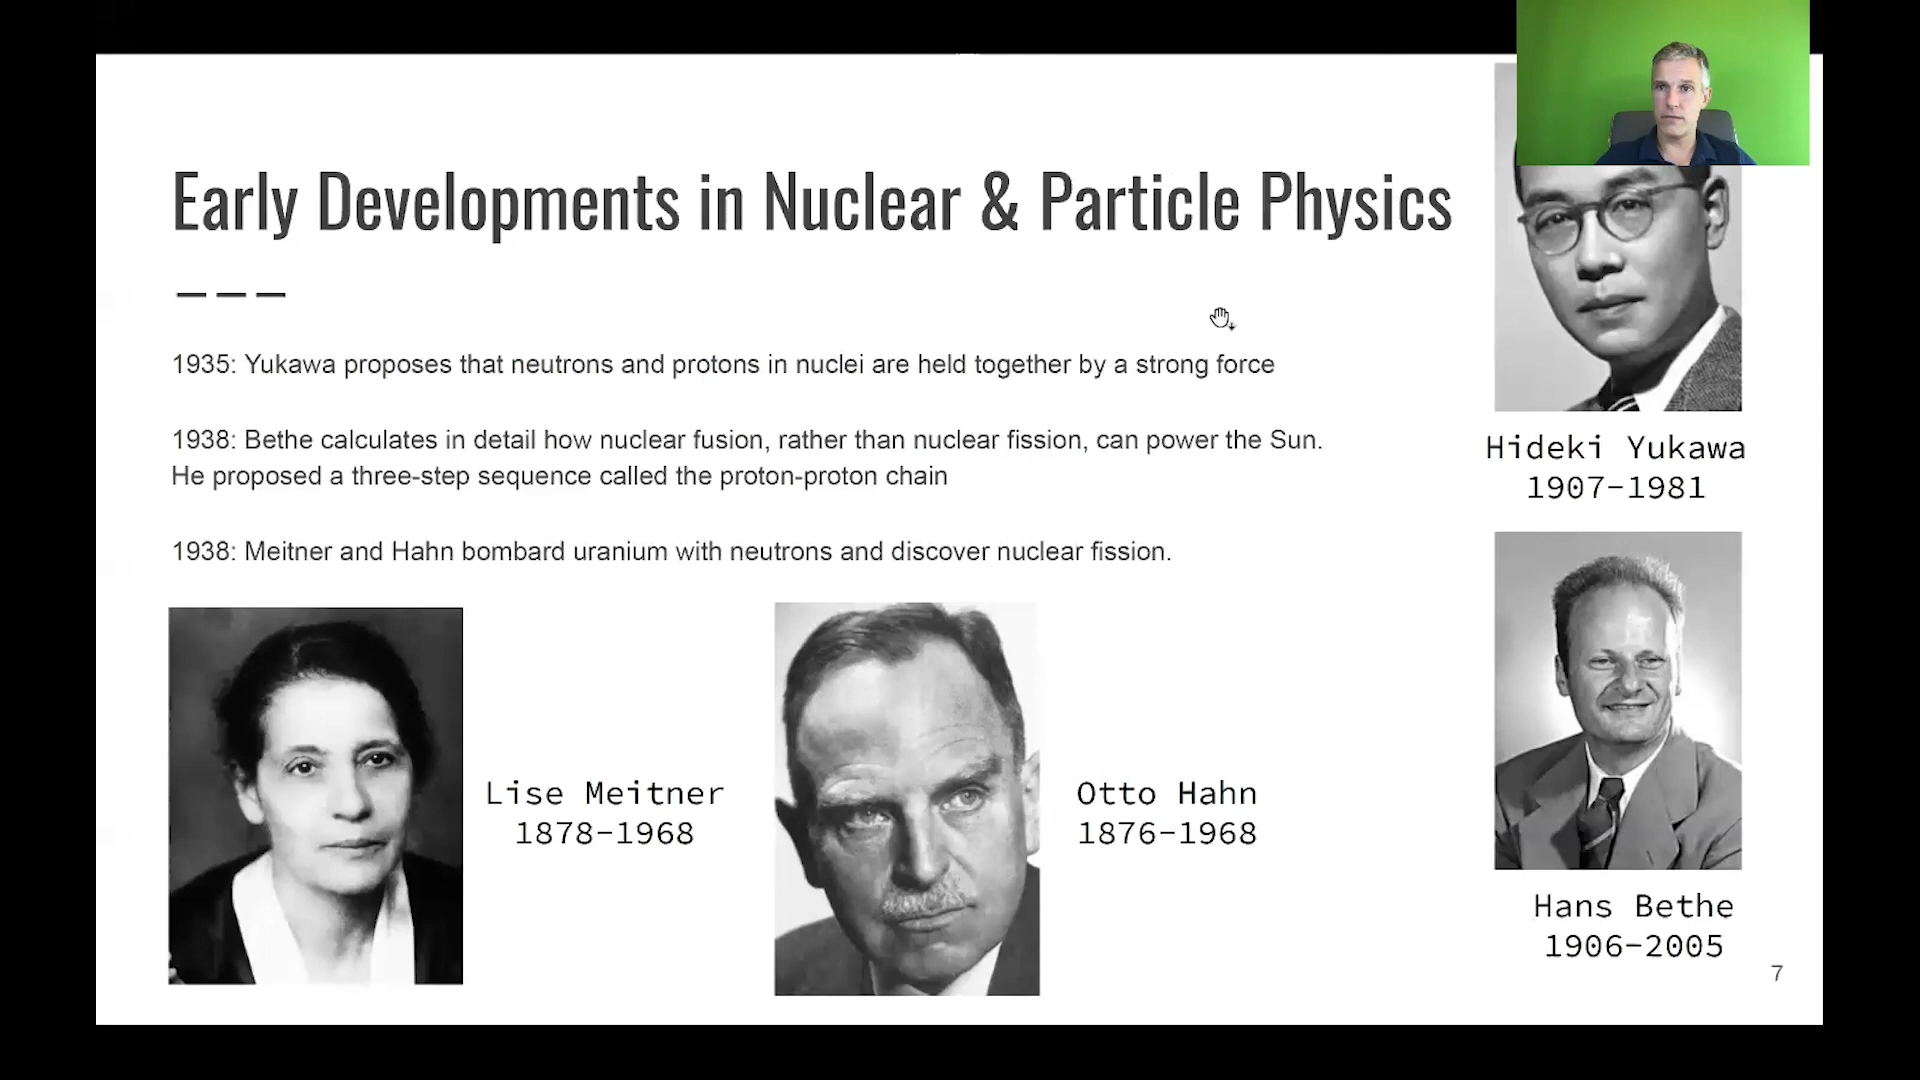 Early Developments in Nuclear & Particle Physics
1935: Yukawa proposes that neutrons and protons in nuclei are held together by a strong force
1938: Bethe calculates in detail how nuclear fusion, rather than nuclear fission, can power the Sun.
He proposed a three-step sequence called the proton-proton chain
1938: Meitner and Hahn bombard uranium with neutrons and discover nuclear fission.
Hideki Yukawa
1907-1981
Lise Meitner
1878-1968
Otto Hahn
1876-1968
Hans Bethe
1906-2005
7